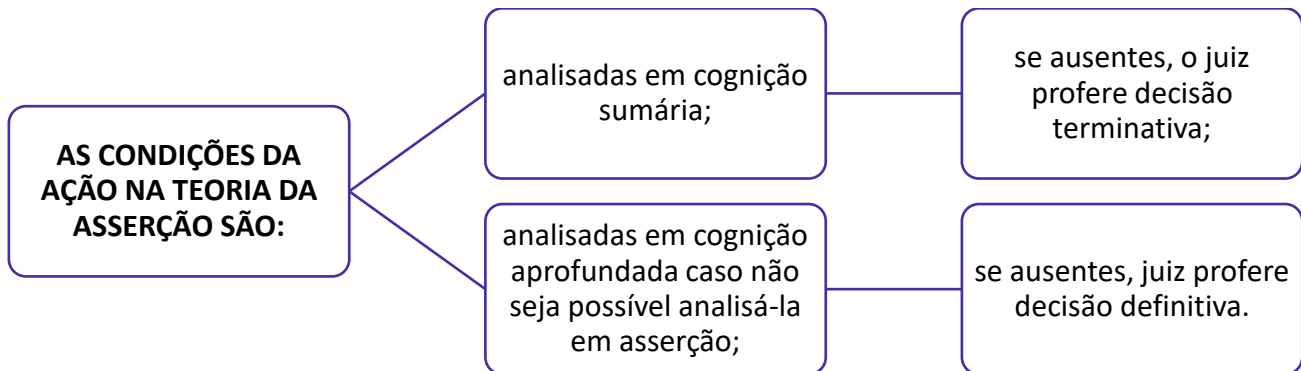 AS CONDIÇÕES DA
AÇÃO NA TEORIA DA
ASSERÇÃO SÃO:
analisadas em cognição
sumária;
se ausentes, o juiz
profere decisão
terminativa;
analisadas em cognição
aprofundada caso não
seja possível analisá-la
em asserção;
se ausentes, juiz profere
decisão definitiva.